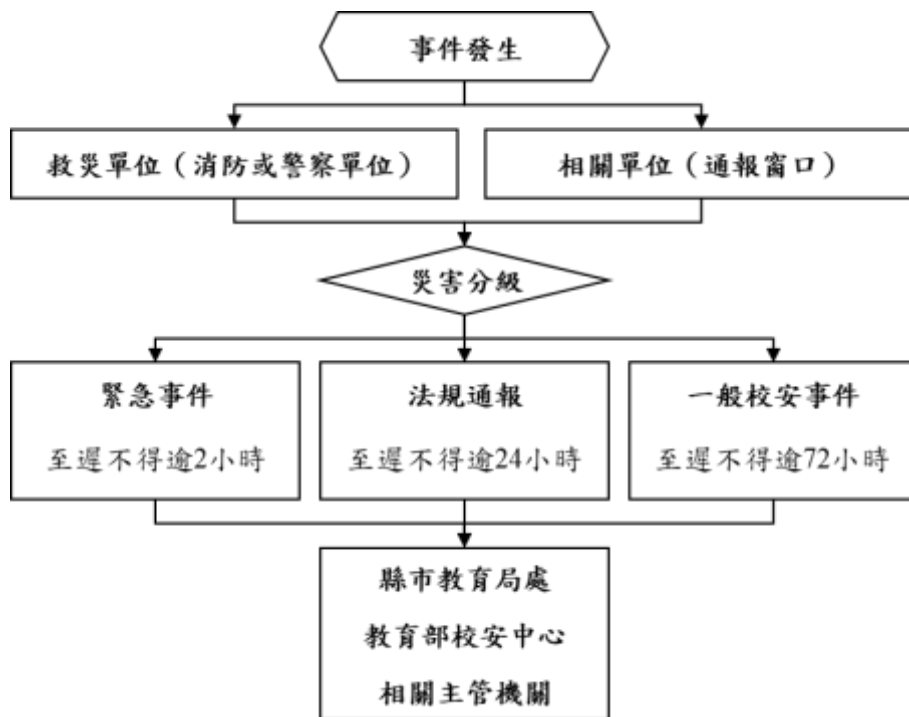 事件發生
救災單位（消防或警察單位）
相關單位（通報窗口）
災害分級
緊急事件
至遲不得逾2小時
法規通報
至遲不得逾24小時
一般校安事件
至遲不得逾72小時
縣市教育局處
教育部校安中心
相關主管機關